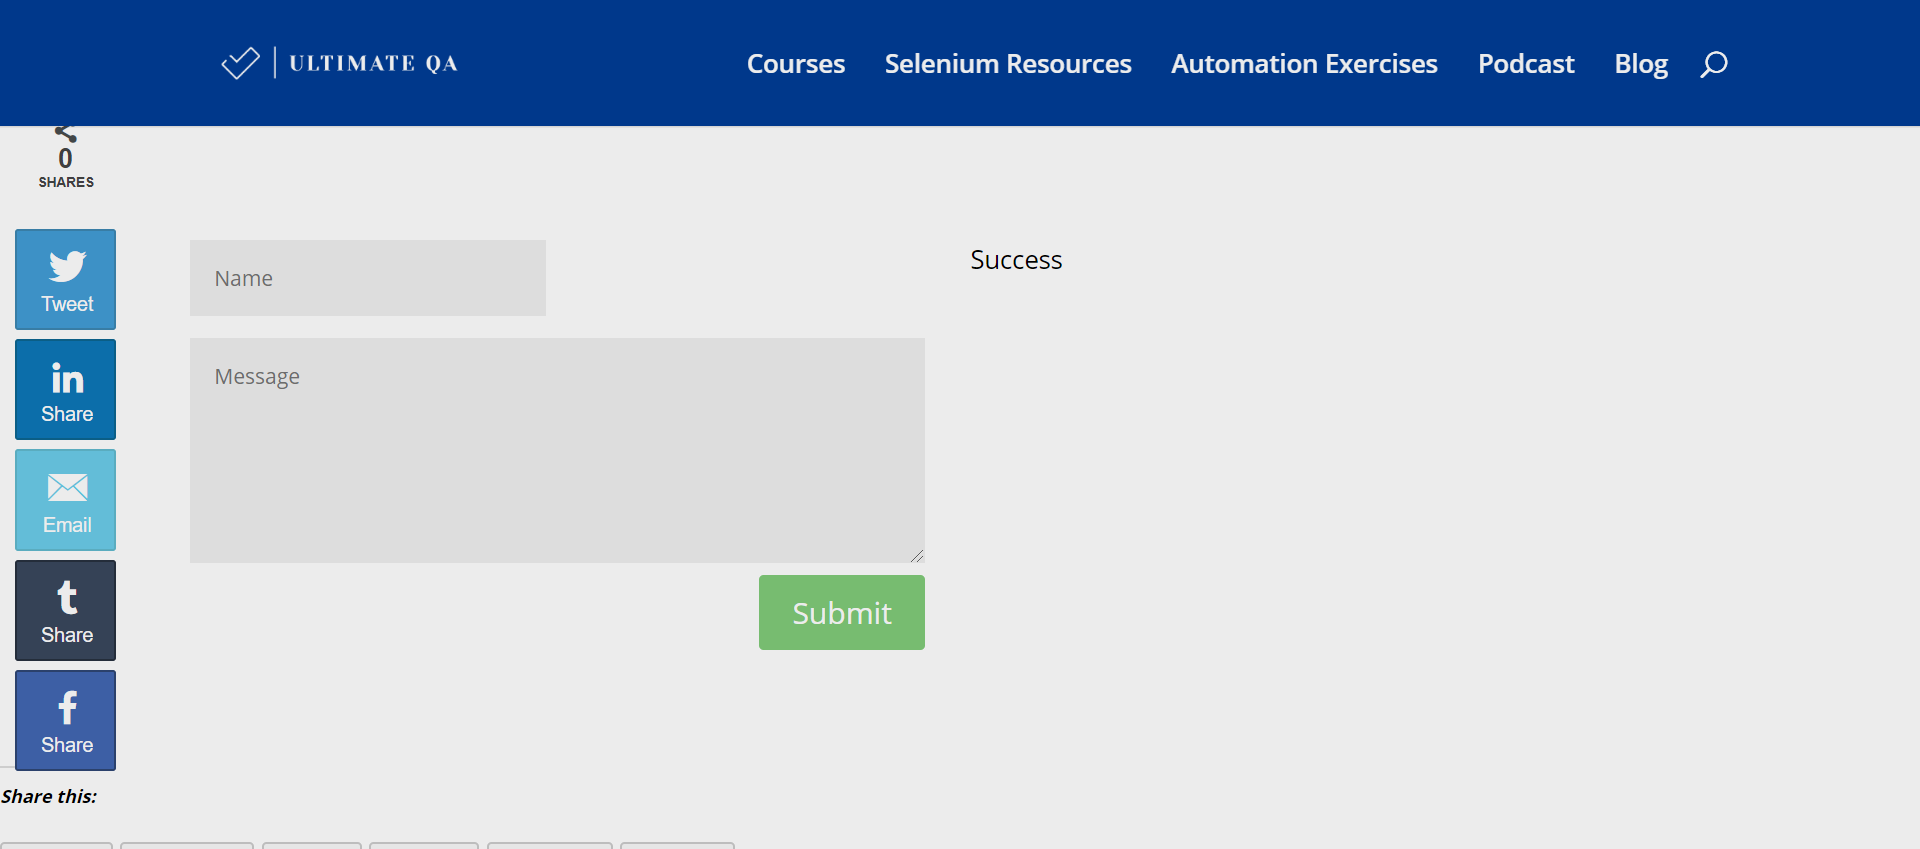 ULTIMATE QA
Courses
Selenium Resources
Automation Exercises
Podcast
Blog
0
SHARES
Tweet
Share
Email
Share
Share
Name
Message
Submit
Success
Share this: